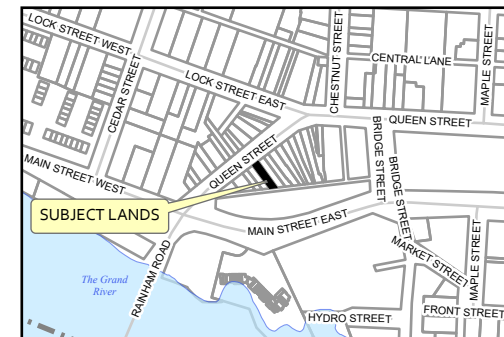 LOCK STREET WEST
CEDAR STREET
LOCK STREET EAST
CHESTNUT STREET
CENTRAL LANE
MAPLE STREET
QUEEN STREET
BRIDGE STREET
BRIDGE STREET
QUEEN STREET
MAIN STREET WEST
SUBJECT LANDS
MAIN STREET EAST
MARKET STREET
MAPLE STREET
RAINHAM ROAD
The Grand
River
HYDRO STREET
FRONT STREET